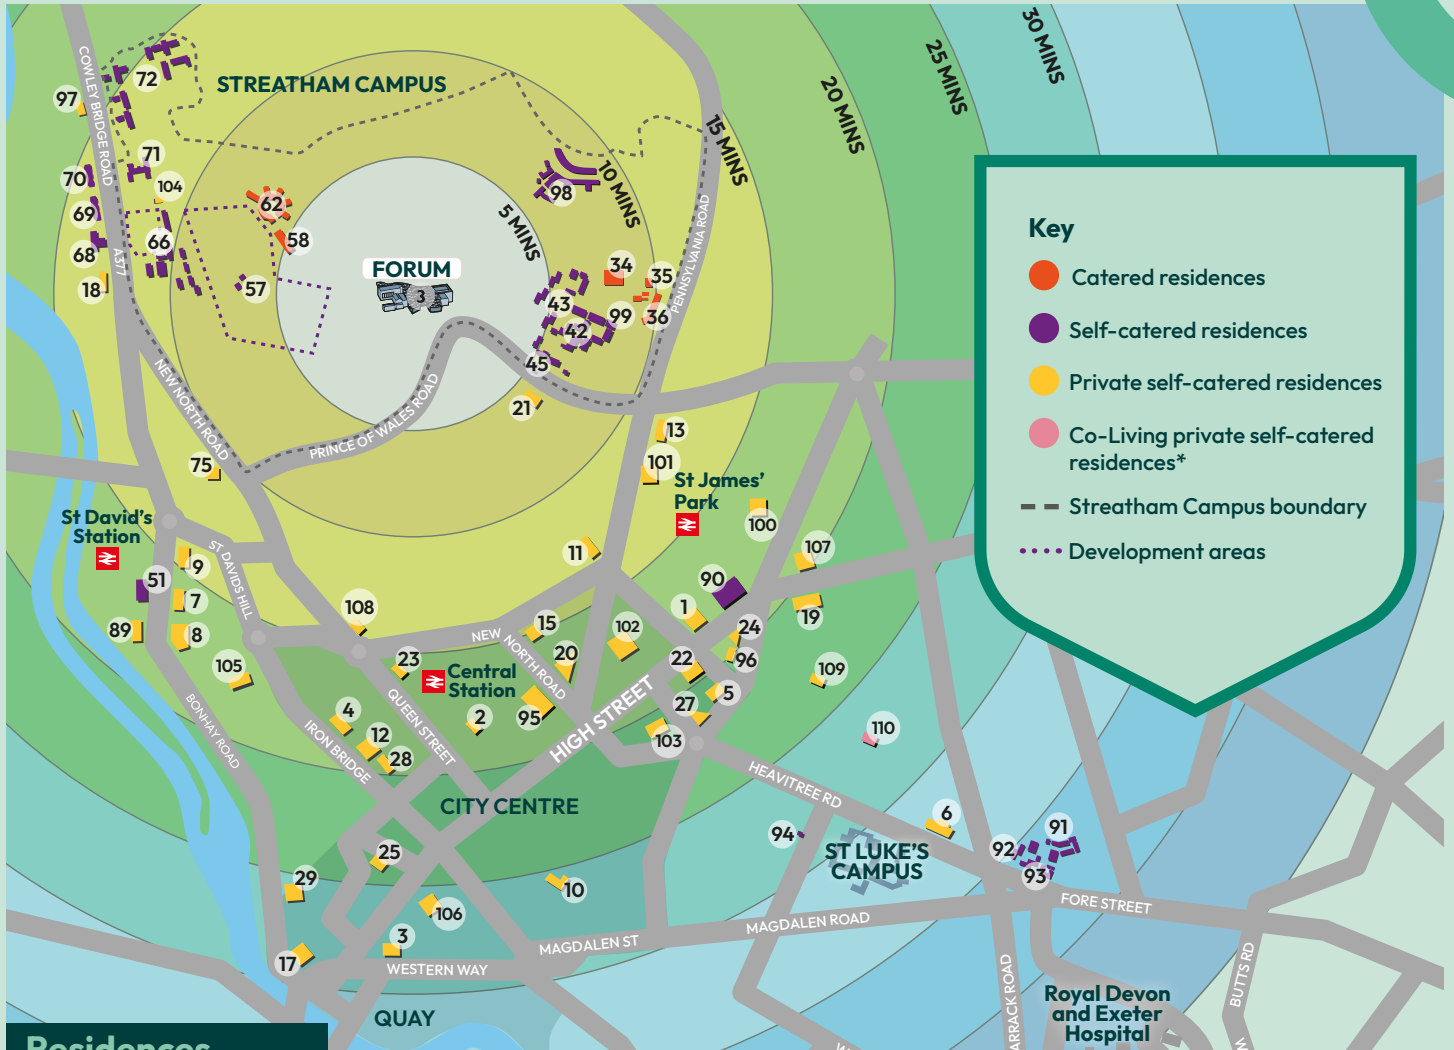 COWLEY BRIDGE ROAD
72
97
STREATHAM CAMPUS
71
70
104
69
66
68
A377
18
62
58
57
FORUM
3
5 MINS
10 MINS
15 MINS
20 MINS
25 MINS
30 MINS
98
34
35
43
99
36
42
45
21
PENNSYLVANIA ROAD
NEW NORTH ROAD
PRINCE OF WALES ROAD
75
13
101
St James'
Park
100
St David's
Station
ST DAVIDS HILL
9
51
7
89
8
105
11
107
90
1
19
108
15
102
24
NEW
NORTH ROAD
23
Central
Station
20
22
96
109
5
27
95
2
4
12
28
QUEEN STREET
IRON BRIDGE
BONHAY ROAD
HIGH STREET
103
110
HEAVITREE RD
CITY CENTRE
6
94
ST LUKE'S
CAMPUS
92
91
93
25
29
10
106
3
17
WESTERN WAY
MAGDALEN ST
MAGDALEN ROAD
FORE STREET
QUAY
ARRACK ROAD
Royal Devon
and Exeter
Hospital
BUTTS RD
W
W
Residences
Key
Catered residences
Self-catered residences
Private self-catered residences
Co-Living private self-catered
residences*
Streatham Campus boundary
Development areas